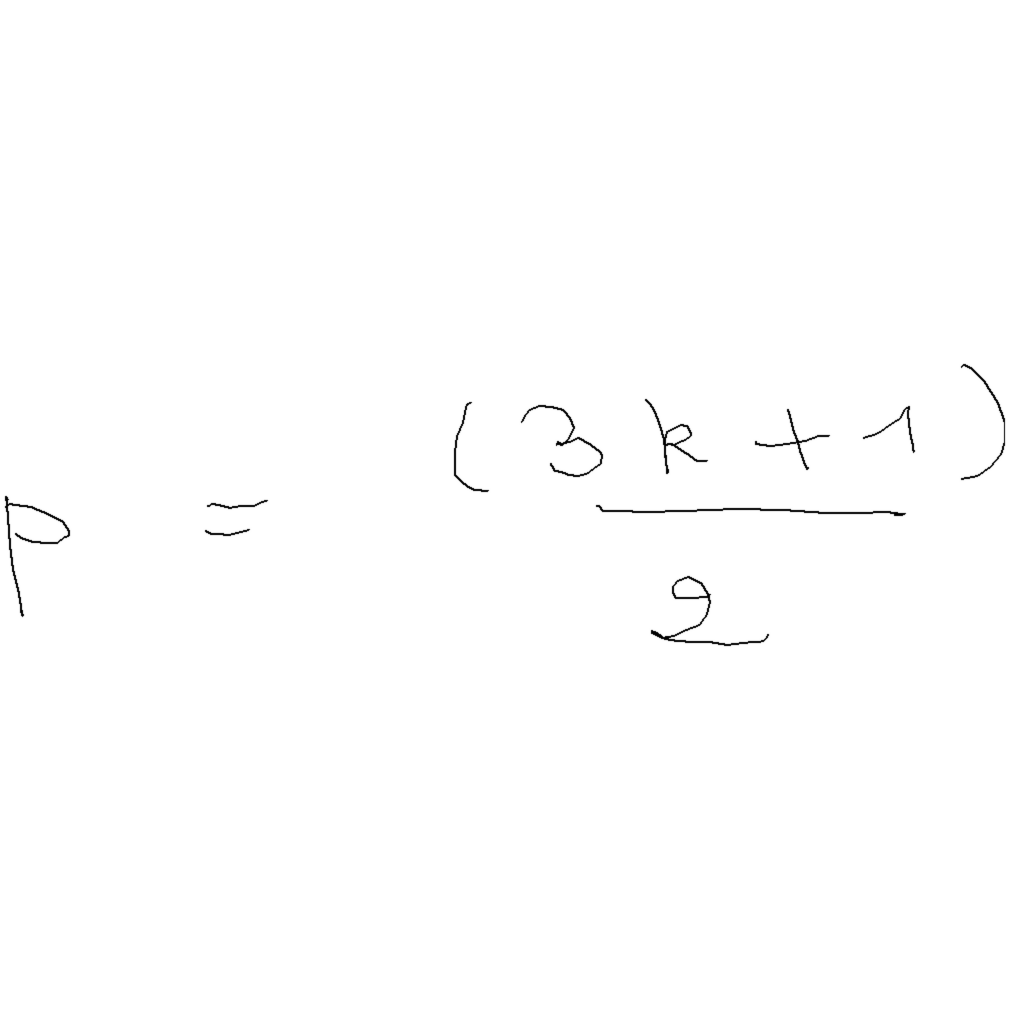 p = (3k+1)/2